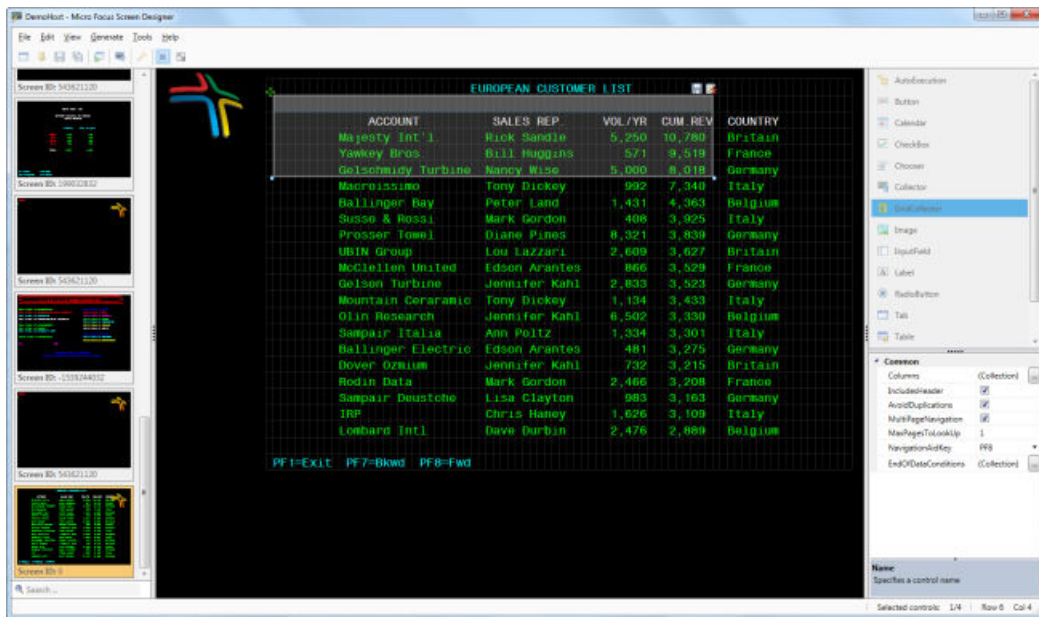 DemoHost - Micro Focus Screen Designer
File Edit View Generate Tools Help
Screen ID: 543621120
Screen ID: 199032832
Screen ID: 543621120
Screen ID: -1539244032
Screen ID: 543621120
Screen ID: 0
Search...
EUROPEAN CUSTOMER LIST
ACCOUNT SALES REP. VOL/YR CUM.REV COUNTRY
Majesty Int'l Rick Sandle 5,250 10,780 Britain
Yawkey Bros Bill Huggins 571 9,519 France
Gelschmidy Turbine Nancy Wise 5,000 8,018 Germany
Macroissimo Tony Dickey 992 7,340 Italy
Ballinger Bay Peter Land 1,431 4,363 Belgium
Susse & Rossi Mark Gordon 408 3,925 Italy
Prosser Towel Diane Pines 8,321 3,839 Germany
UBIN Group Lou Lazzari 2,609 3,627 Britain
McClellon United Edson Arantes 866 3,529 France
Gelson Turbine Jennifer Kahl 2,833 3,523 Germany
Mountain Ceraramic Tony Dickey 1,134 3,433 Italy
Olin Research Jennifer Kahl 6,502 3,330 Belgium
Sampair Italia Ann Poltz 1,334 3,301 Italy
Ballinger Electric Edson Arantes 481 3,275 Germany
Dover Ozmium Jennifer Kahl 732 3,215 Britain
Rodin Data Mark Gordon 2,466 3,208 France
Sampair Deustche Lisa Clayton 983 3,163 Germany
IRP Chris Haney 1,626 3,109 Italy
Lombard Intl Dave Durbin 2,476 2,889 Belgium
PF1=Exit PF7=Bkwd PF8=Fwd
AutoExecution
Button
Calendar
CheckBox
Chooser
Collector
GridCollector
Image
InputField
Label
RadioButton
Tab
Table
Common
Columns (Collection)
IncludedHeader
AvoidDuplications
MultiPageNavigation
MaxPagesToLookUp 1
NavigationAidKey PF8
EndOfDataConditions (Collection)
Name
Specifies a control name
Selected controls: 1/4 Row 6 Col 4